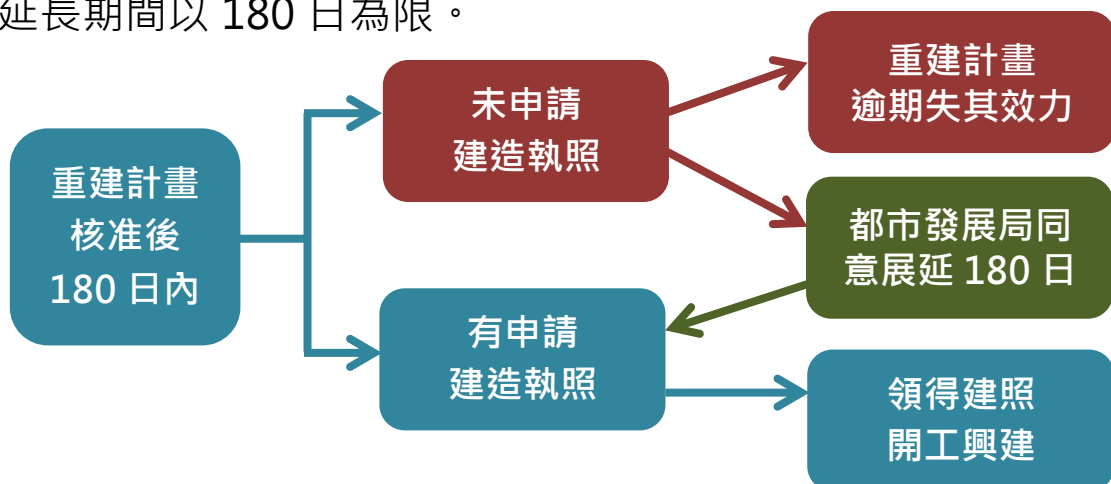 延長期間以 180 日為限。
重建計畫
核准後
180 日內
未申請
建造執照
重建計畫
逾期失其效力
都市發展局同
意展延 180 日
有申請
建造執照
領得建照
開工興建